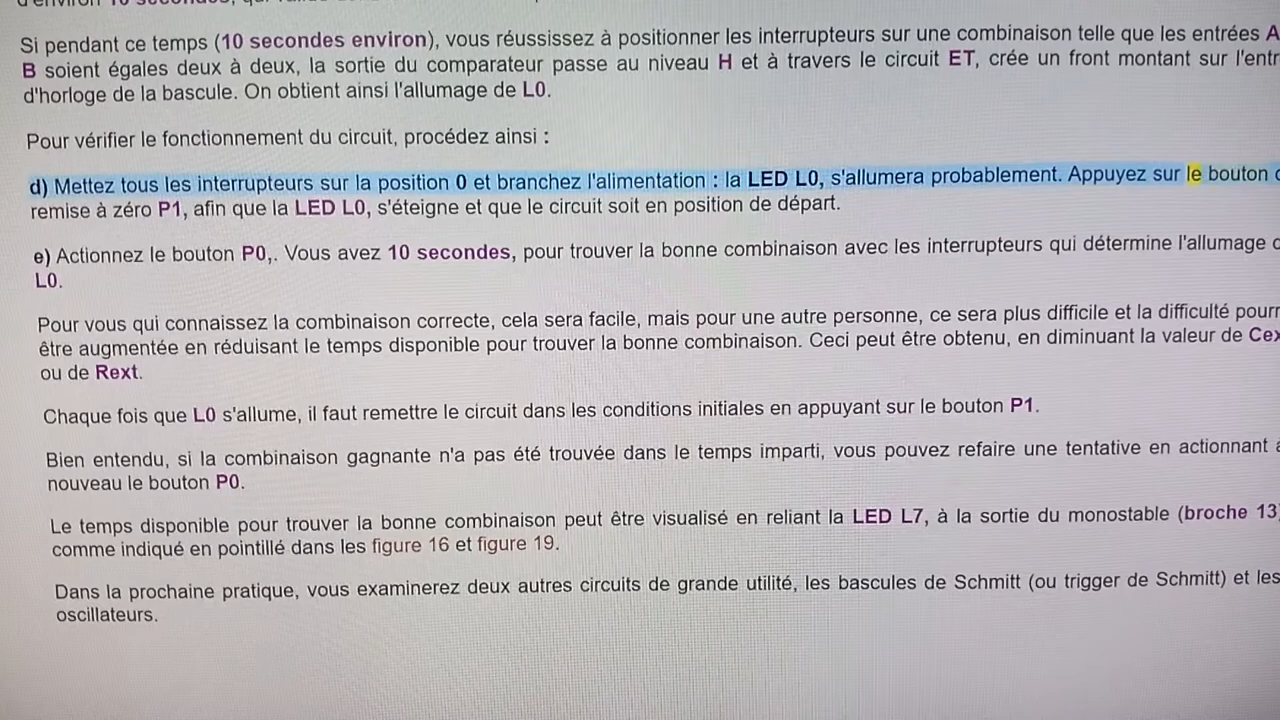 10 secondes,
Si pendant ce temps (10 secondes environ), vous réussissez à positionner les interrupteurs sur une combinaison telle que les entrées A
B soient égales deux à deux, la sortie du comparateur passe au niveau H et à travers le circuit ET, crée un front montant sur l'entr
d'horloge de la bascule. On obtient ainsi l'allumage de L0.
Pour vérifier le fonctionnement du circuit, procédez ainsi :
d) Mettez tous les interrupteurs sur la position 0 et branchez l'alimentation : la LED L0, s'allumera probablement. Appuyez sur le bouton
remise à zéro P1, afin que la LED L0, s'éteigne et que le circuit soit en position de départ.
e) Actionnez le bouton P0,. Vous avez 10 secondes, pour trouver la bonne combinaison avec les interrupteurs qui détermine l'allumage
L0.
Pour vous qui connaissez la combinaison correcte, cela sera facile, mais pour une autre personne, ce sera plus difficile et la difficulté pourr
être augmentée en réduisant le temps disponible pour trouver la bonne combinaison. Ceci peut être obtenu, en diminuant la valeur de Cex
ou de Rext.
Chaque fois que L0 s'allume, il faut remettre le circuit dans les conditions initiales en appuyant sur le bouton P1.
Bien entendu, si la combinaison gagnante n'a pas été trouvée dans le temps imparti, vous pouvez refaire une tentative en actionnant à
nouveau le bouton P0.
Le temps disponible pour trouver la bonne combinaison peut être visualisé en reliant la LED L7, à la sortie du monostable (broche 13)
comme indiqué en pointillé dans les figure 16 et figure 19.
Dans la prochaine pratique, vous examinerez deux autres circuits de grande utilité, les bascules de Schmitt (ou trigger de Schmitt) et les
oscillateurs.